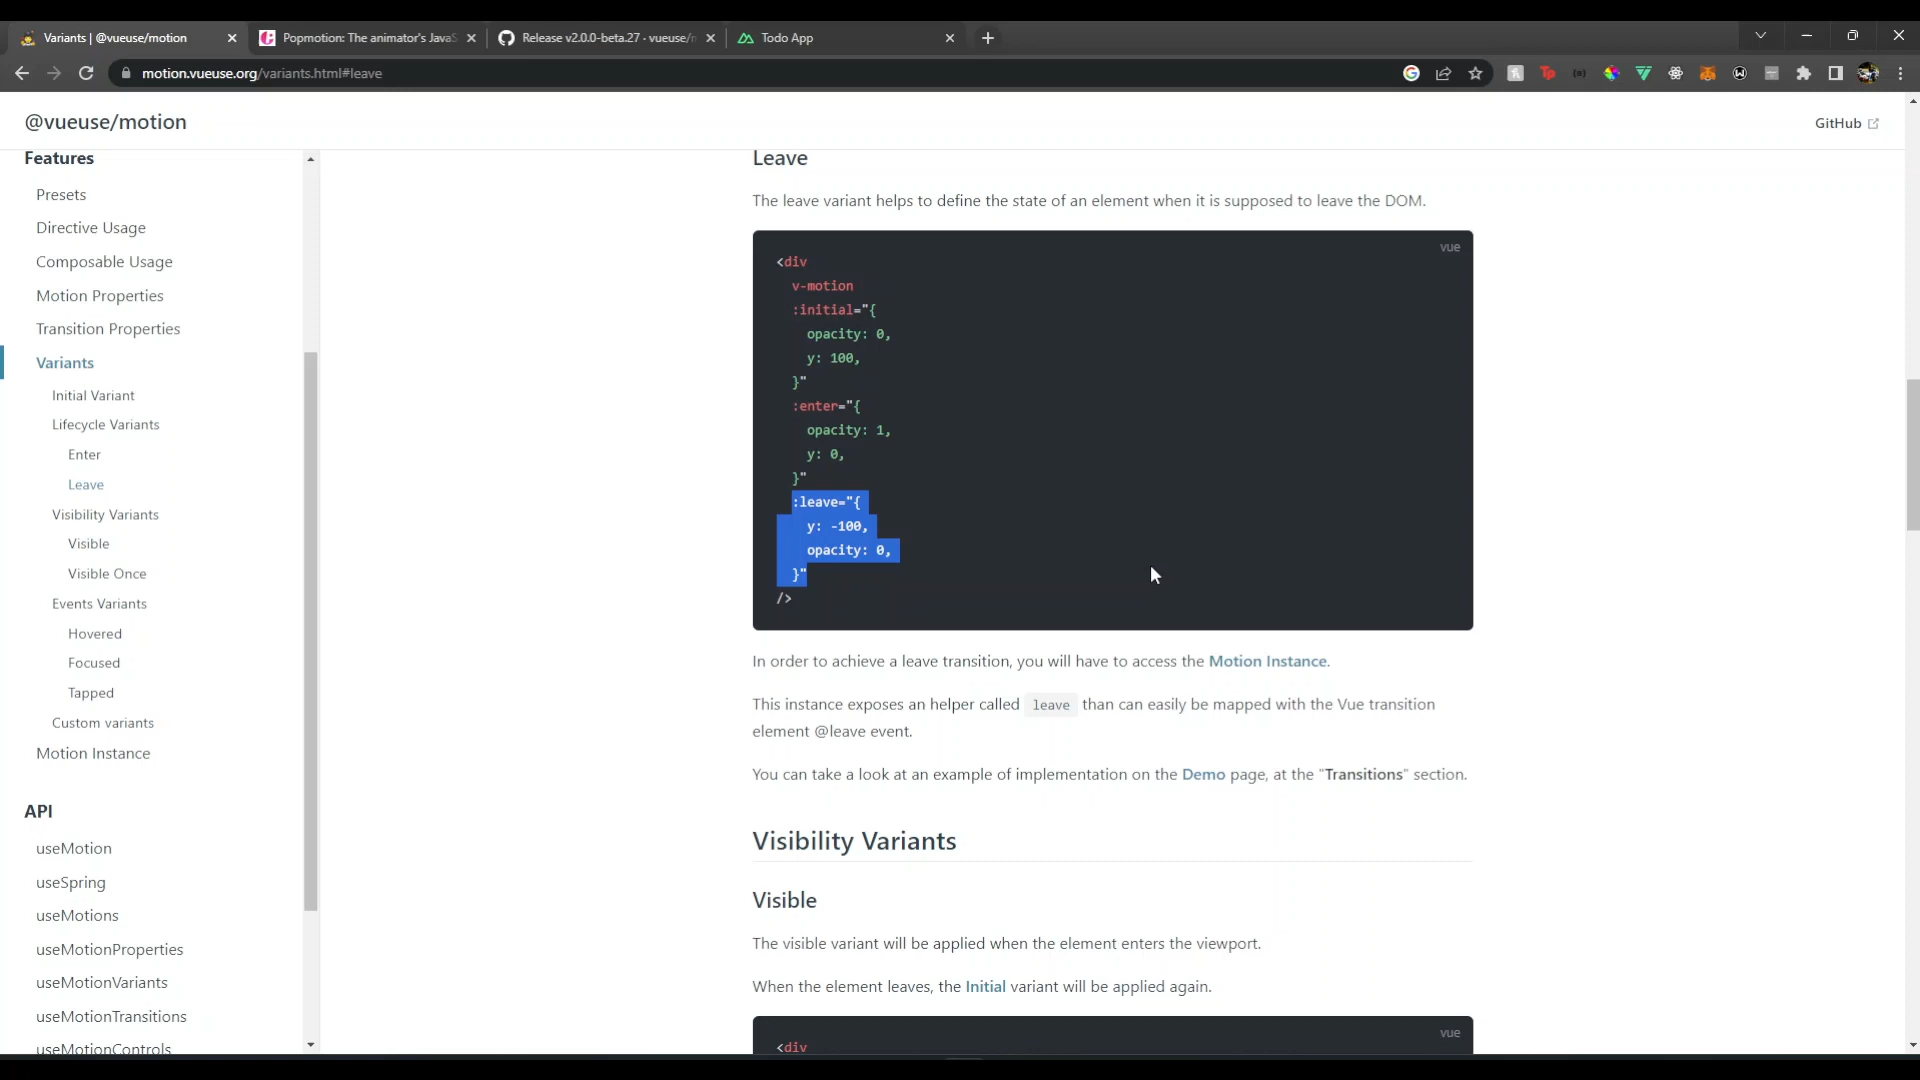 Variants | @vueuse/motion
Popmotion: The animator's JavaS
Release v2.0.0-beta.27 · vueuse/
Todo App
motion.vueuse.org/variants.html#leave
@vueuse/motion
GitHub
Features
Presets
Directive Usage
Composable Usage
Motion Properties
Transition Properties
Variants
Initial Variant
Lifecycle Variants
Enter
Leave
Visibility Variants
Visible
Visible Once
Events Variants
Hovered
Focused
Tapped
Custom variants
Motion Instance
API
useMotion
useSpring
useMotions
useMotionProperties
useMotionVariants
useMotionTransitions
useMotionControls
Leave
The leave variant helps to define the state of an element when it is supposed to leave the DOM.
vue
<div
v-motion
:initial="{
opacity: 0,
y: 100,
}"
:enter="{
opacity: 1,
y: 0,
}"
:leave="{
y: -100,
opacity: 0,
}"
/>
In order to achieve a leave transition, you will have to access the Motion Instance.
This instance exposes an helper called leave than can easily be mapped with the Vue transition
element @leave event.
You can take a look at an example of implementation on the Demo page, at the "Transitions" section.
Visibility Variants
Visible
The visible variant will be applied when the element enters the viewport.
When the element leaves, the Initial variant will be applied again.
vue
<div